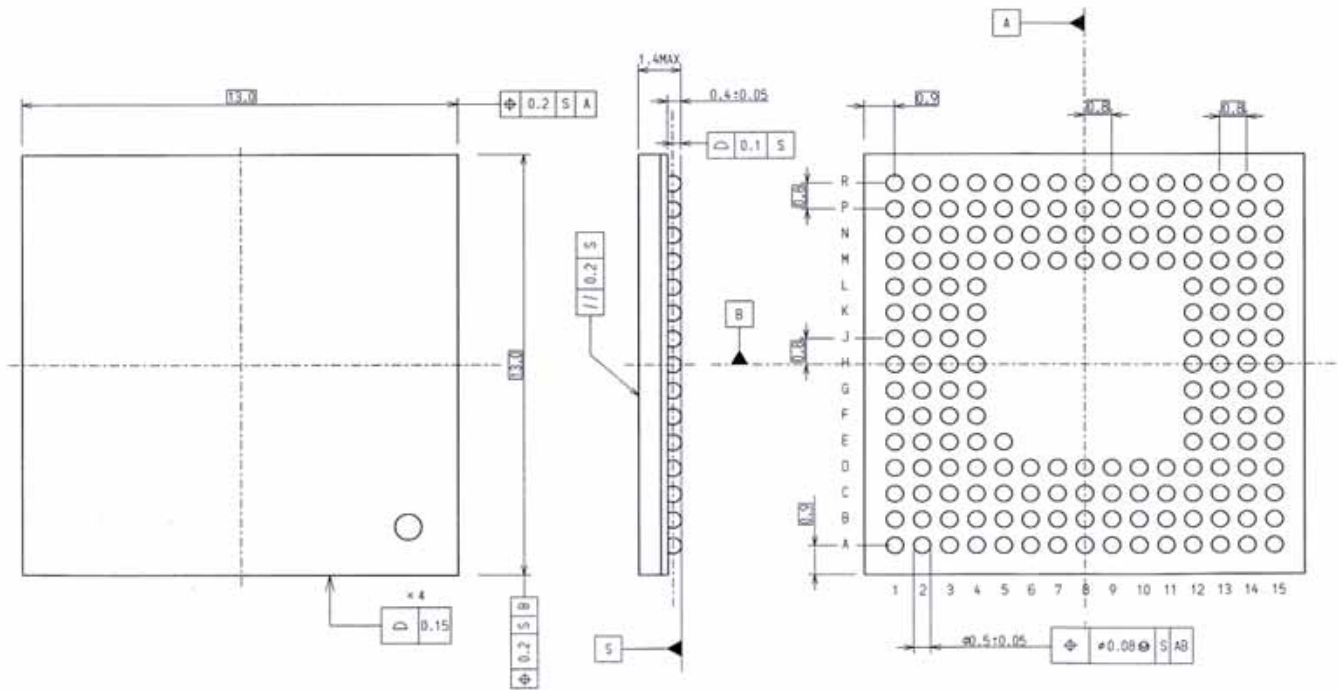 A
1.4MAX
13.0
⌖ 0.2 S A
0.4±0.05
0.9
0.8
0.8
⌓ 0.1 S
R
0.8
P
N
M
// 0.2 S
L
K
B
J
0.8
H
13.0
G
F
E
D
C
0.9
B
A
1 2 3 4 5 6 7 8 9 10 11 12 13 14 15
×4
⌓ 0.15
⌖ 0.2 S B
S
ø0.5±0.05
⌖ ø0.08 Ⓜ S AB